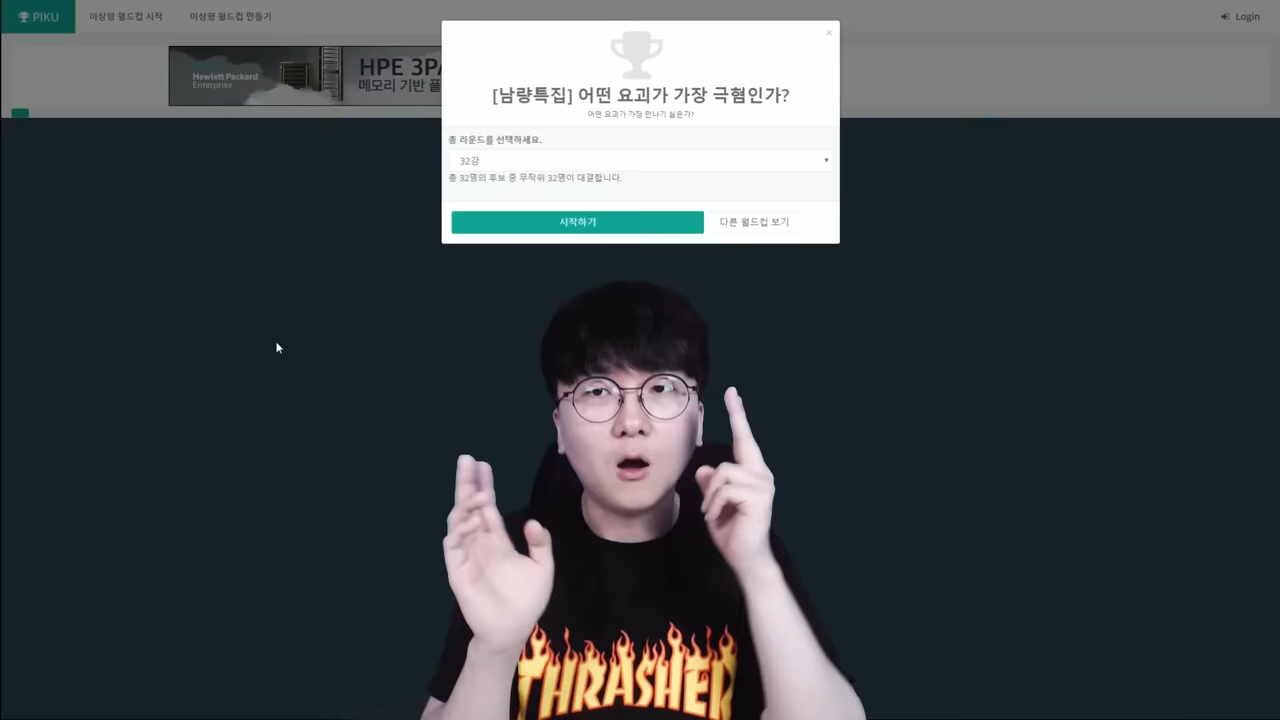 PIKU
이상형 월드컵 시작
이상형 월드컵 만들기
Login
Hewlett Packard
Enterprise
HPE 3PA
메모리 기반 플
×
[남량특집] 어떤 요괴가 가장 극혐인가?
어떤 요괴가 가장 만나기 싫은가?
총 라운드를 선택하세요.
32강
총 32명의 후보 중 무작위 32명이 대결합니다.
시작하기
다른 월드컵 보기
THRASHER